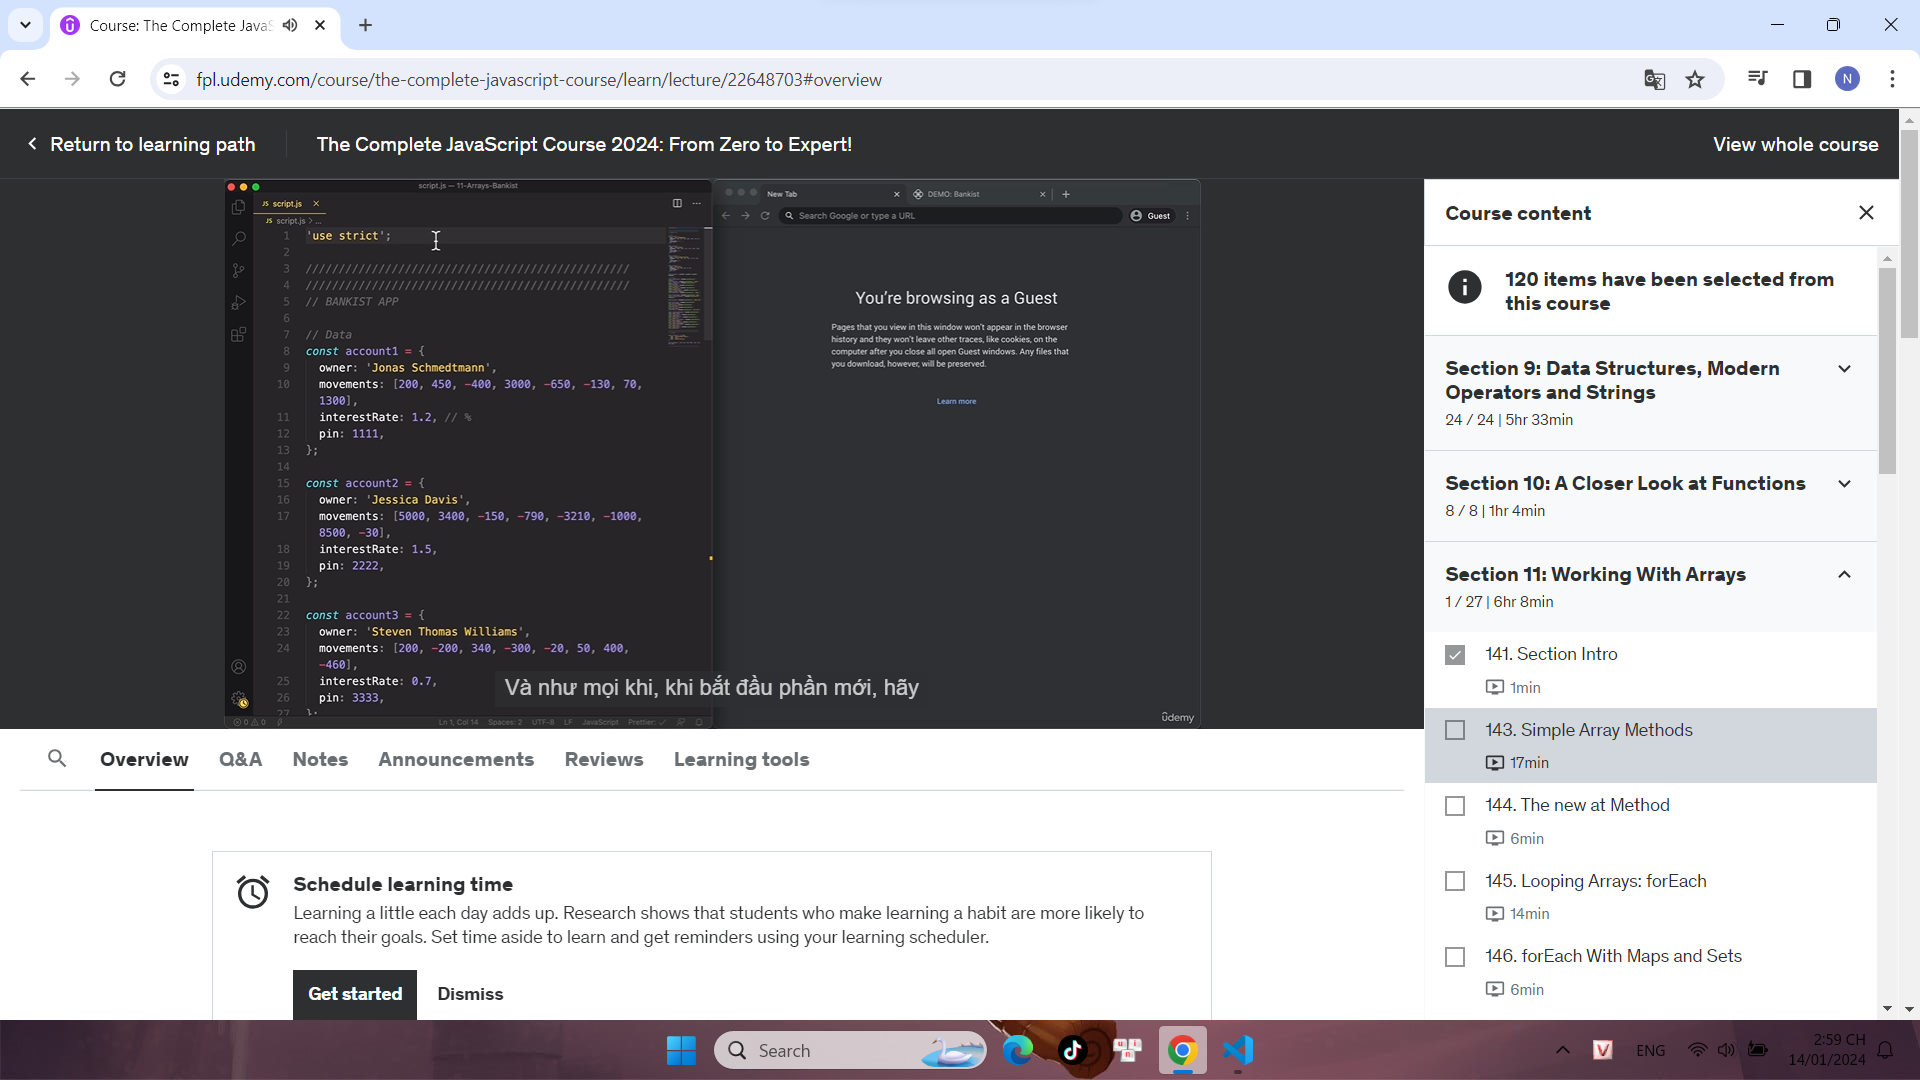 Course: The Complete JavaS
fpl.udemy.com/course/the-complete-javascript-course/learn/lecture/22648703#overview
N
Return to learning path
The Complete JavaScript Course 2024: From Zero to Expert!
View whole course
script.js — 11-Arrays-Bankist
JS script.js
JS script.js > ...
1 'use strict';
2
3 /////////////////////////////////////////////////
4 /////////////////////////////////////////////////
5 // BANKIST APP
6
7 // Data
8 const account1 = {
9 owner: 'Jonas Schmedtmann',
10 movements: [200, 450, -400, 3000, -650, -130, 70,
1300],
11 interestRate: 1.2, // %
12 pin: 1111,
13 };
14
15 const account2 = {
16 owner: 'Jessica Davis',
17 movements: [5000, 3400, -150, -790, -3210, -1000,
8500, -30],
18 interestRate: 1.5,
19 pin: 2222,
20 };
21
22 const account3 = {
23 owner: 'Steven Thomas Williams',
24 movements: [200, -200, 340, -300, -20, 50, 400,
-460],
25 interestRate: 0.7,
26 pin: 3333,
27 };
Ln 1, Col 14 Spaces: 2 UTF-8 LF JavaScript Prettier: ✓
New Tab
DEMO: Bankist
Search Google or type a URL
Guest
You're browsing as a Guest
Pages that you view in this window won't appear in the browser
history and they won't leave other traces, like cookies, on the
computer after you close all open Guest windows. Any files that
you download, however, will be preserved.
Learn more
Và như mọi khi, khi bắt đầu phần mới, hãy
ûdemy
Course content
120 items have been selected from
this course
Section 9: Data Structures, Modern
Operators and Strings
24 / 24 | 5hr 33min
Section 10: A Closer Look at Functions
8 / 8 | 1hr 4min
Section 11: Working With Arrays
1 / 27 | 6hr 8min
141. Section Intro
1min
143. Simple Array Methods
17min
144. The new at Method
6min
145. Looping Arrays: forEach
14min
146. forEach With Maps and Sets
6min
Overview
Q&A
Notes
Announcements
Reviews
Learning tools
Schedule learning time
Learning a little each day adds up. Research shows that students who make learning a habit are more likely to
reach their goals. Set time aside to learn and get reminders using your learning scheduler.
Get started
Dismiss
Search
V
ENG
2:59 CH
14/01/2024